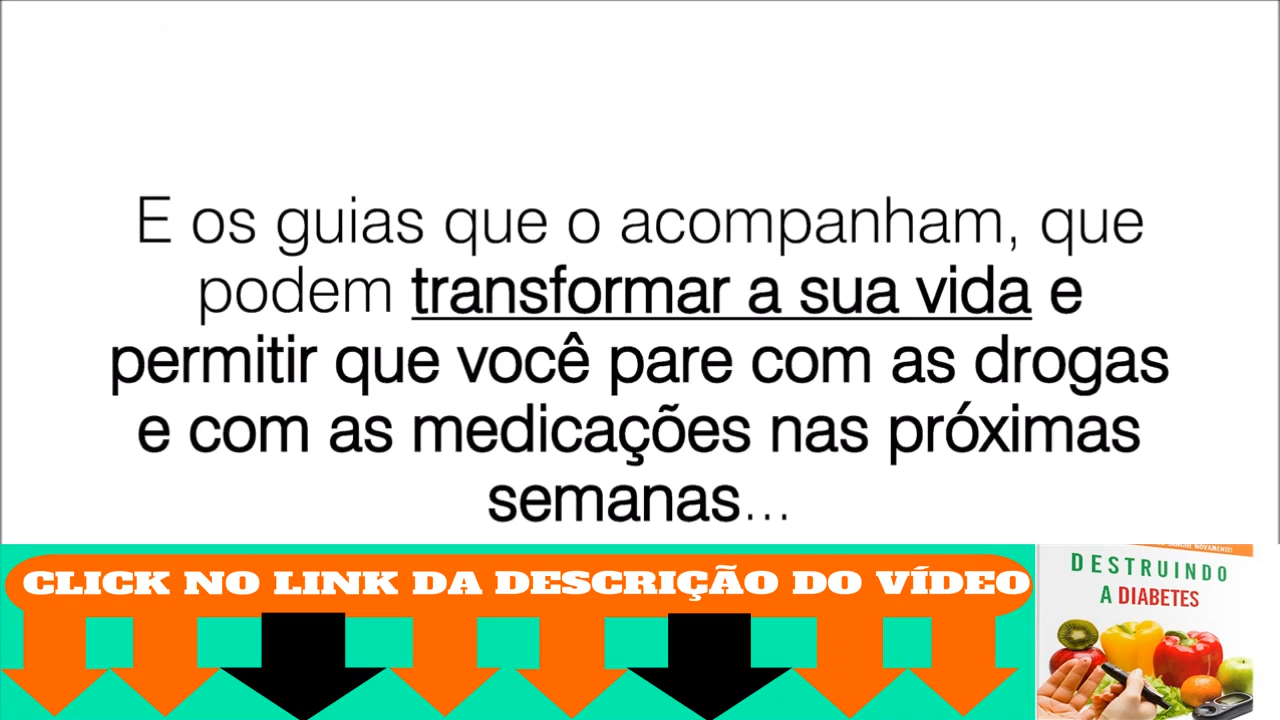 E os guias que o acompanham, que
podem transformar a sua vida e
permitir que você pare com as drogas
e com as medicações nas próximas
semanas...
CLICK NO LINK DA DESCRIÇÃO DO VÍDEO
NOVAMENTE!
DESTRUINDO
A DIABETES